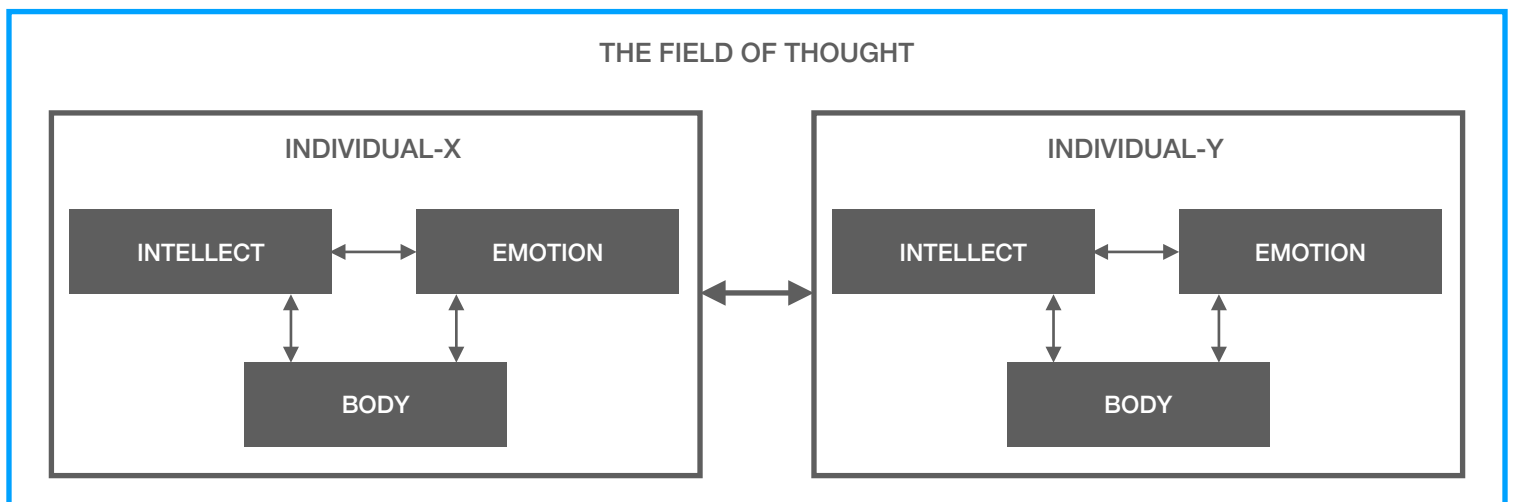 THE FIELD OF THOUGHT
INDIVIDUAL-X
INTELLECT
EMOTION
BODY
INDIVIDUAL-Y
INTELLECT
EMOTION
BODY